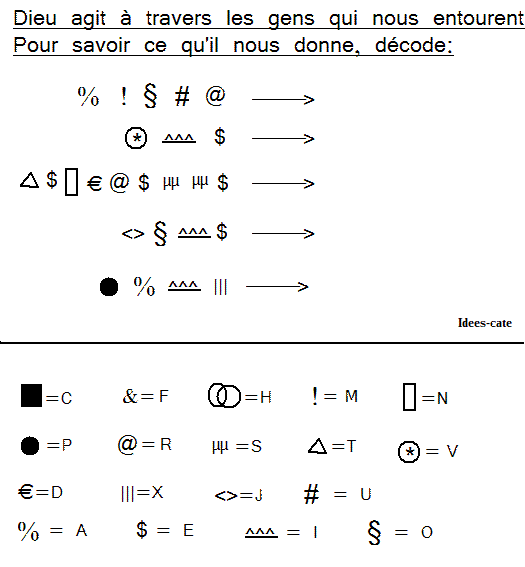 Dieu agit à travers les gens qui nous entourent
Pour savoir ce qu'il nous donne, décode:
% ! § # @ ——>
* ^^^ $ ——>
△ $ ▯ € @ $ µµ µµ $ ——>
<> § ^^^ $ ——>
● % ^^^ ||| ——>
Idees-cate
■=C &=F ⚭=H !=M ▯=N
●=P @=R µµ=S △=T *=V
€=D |||=X <>=J #=U
%=A $=E ^^^=I §=O